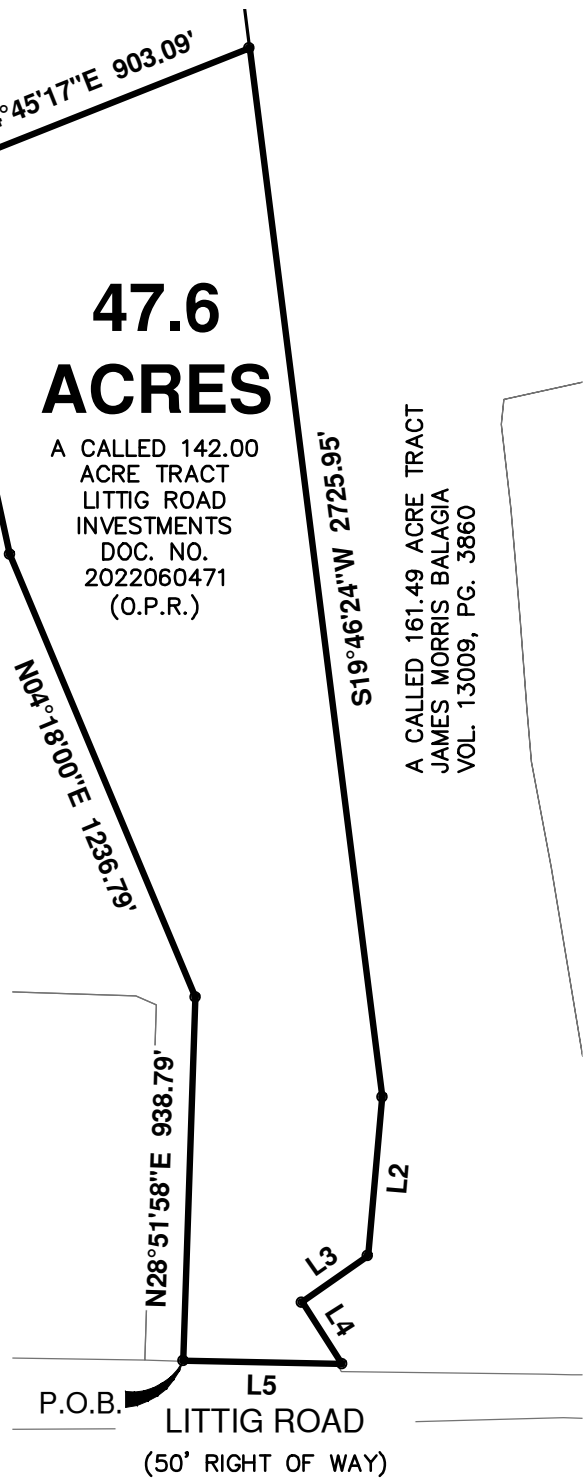 °45'17"E 903.09'
47.6
ACRES
A CALLED 142.00
ACRE TRACT
LITTIG ROAD
INVESTMENTS
DOC. NO.
2022060471
(O.P.R.)
S19°46'24"W 2725.95'
A CALLED 161.49 ACRE TRACT
JAMES MORRIS BALAGIA
VOL. 13009, PG. 3860
N04°18'00"E 1236.79'
N28°51'58"E 938.79'
L2
L3
L4
L5
P.O.B.
LITTIG ROAD
(50' RIGHT OF WAY)